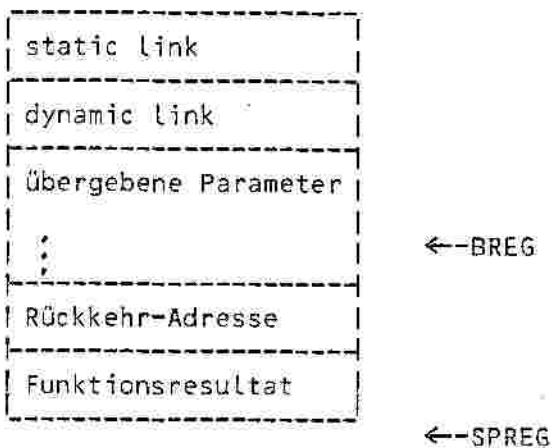 static link
dynamic link
übergebene Parameter
⋮ <--BREG
Rückkehr-Adresse
Funktionsresultat
<--SPREG